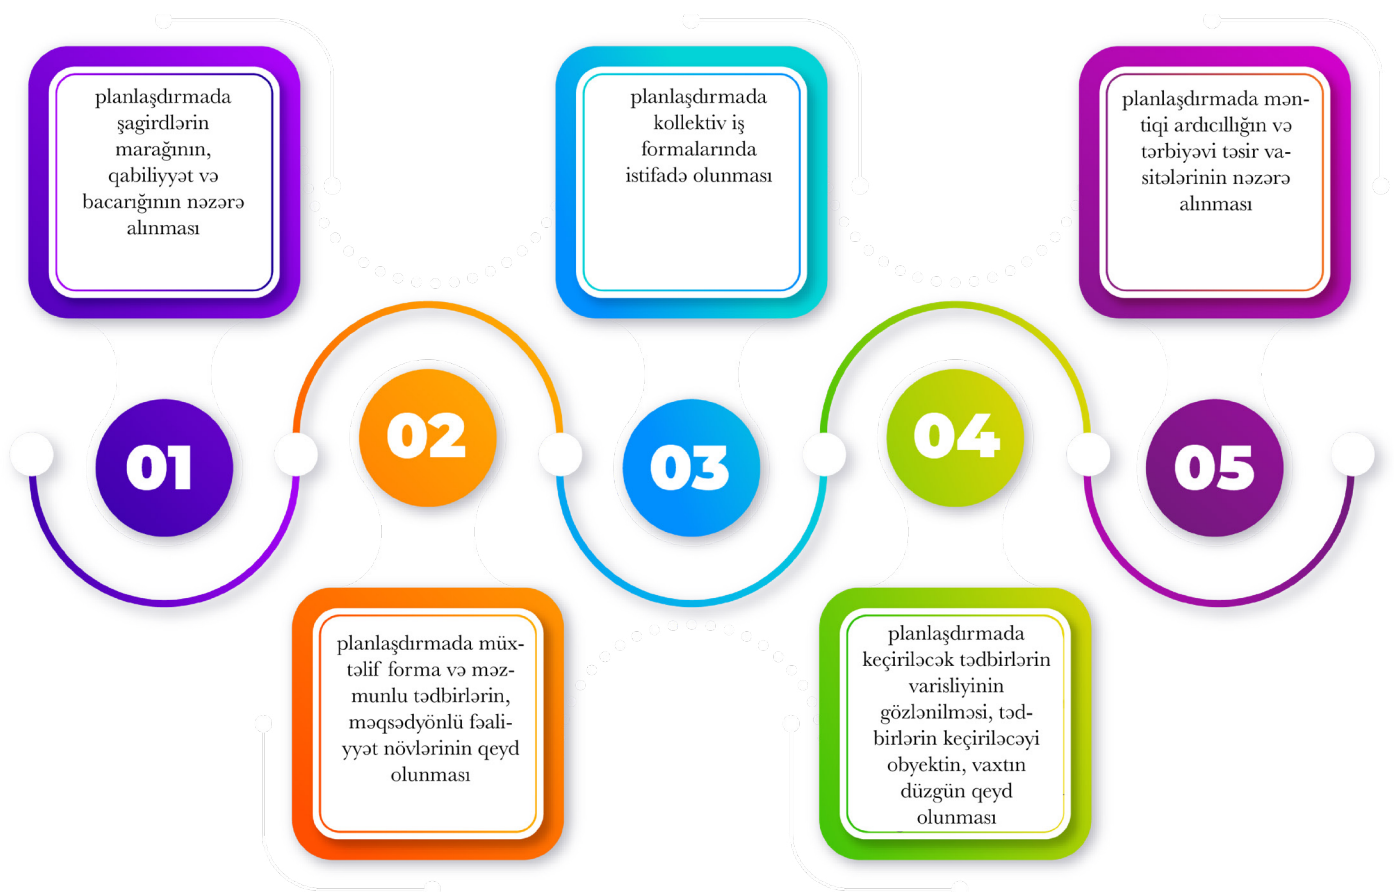 planlaşdırmada
şagirdlərin
marağının,
qabiliyyət və
bacarığının nəzərə
alınması
01
planlaşdırmada müx-
təlif forma və məz-
munlu tədbirlərin,
məqsədyönlü fəali-
yyət növlərinin qeyd
olunması
02
planlaşdırmada
kollektiv iş
formalarında
istifadə olunması
03
planlaşdırmada
keçiriləcək tədbirlərin
varisliyinin
gözlənilməsi, təd-
birlərin keçiriləcəyi
obyektin, vaxtın
düzgün qeyd
olunması
04
planlaşdırmada mən-
tiqi ardıcıllığın və
tərbiyəvi təsir va-
sitələrinin nəzərə
alınması
05